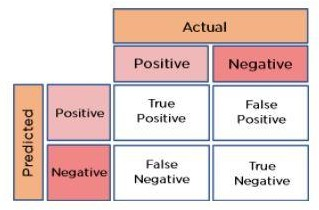 Actual
Positive
Negative
Predicted
Positive
True
Positive
False
Positive
Negative
False
Negative
True
Negative